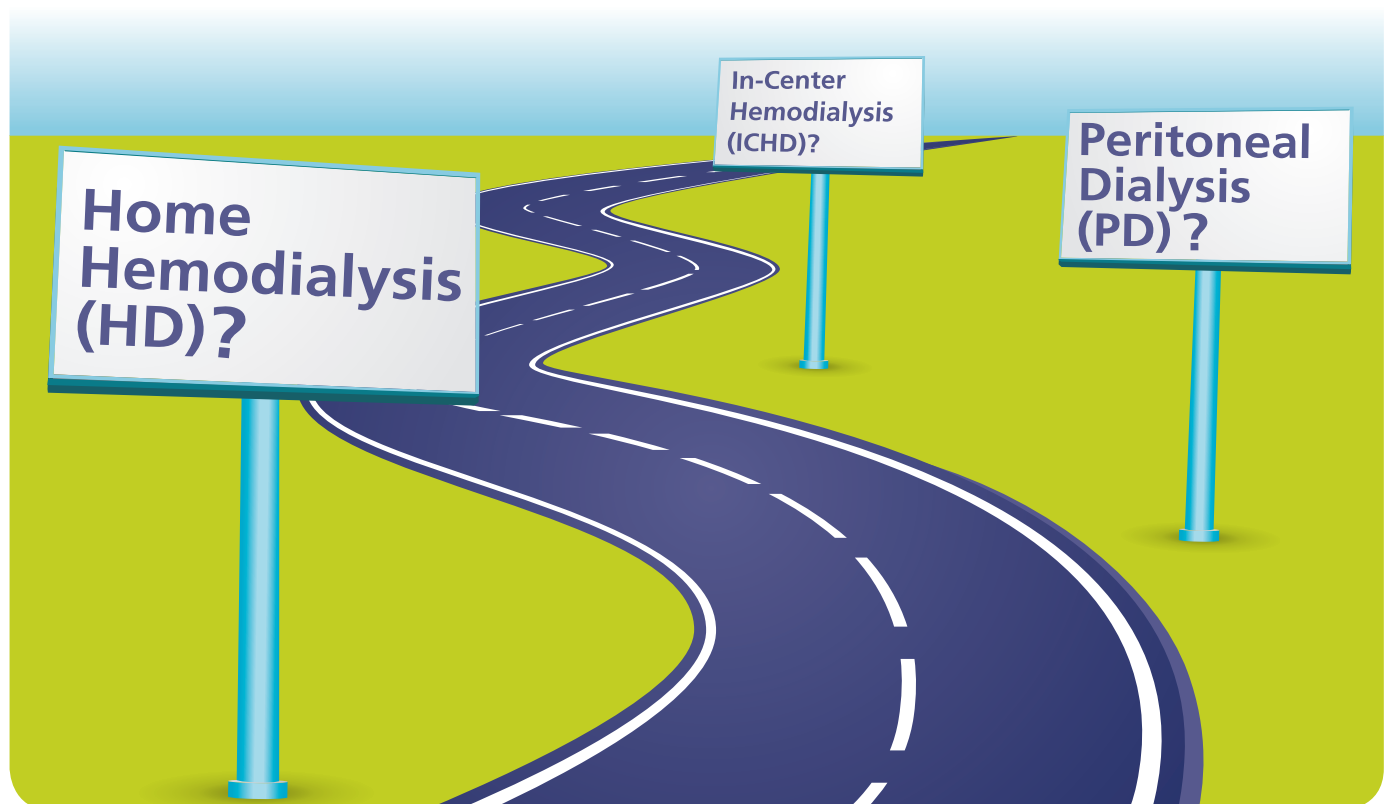 Home
Hemodialysis
(HD)?
In-Center
Hemodialysis
(ICHD)?
Peritoneal
Dialysis
(PD) ?